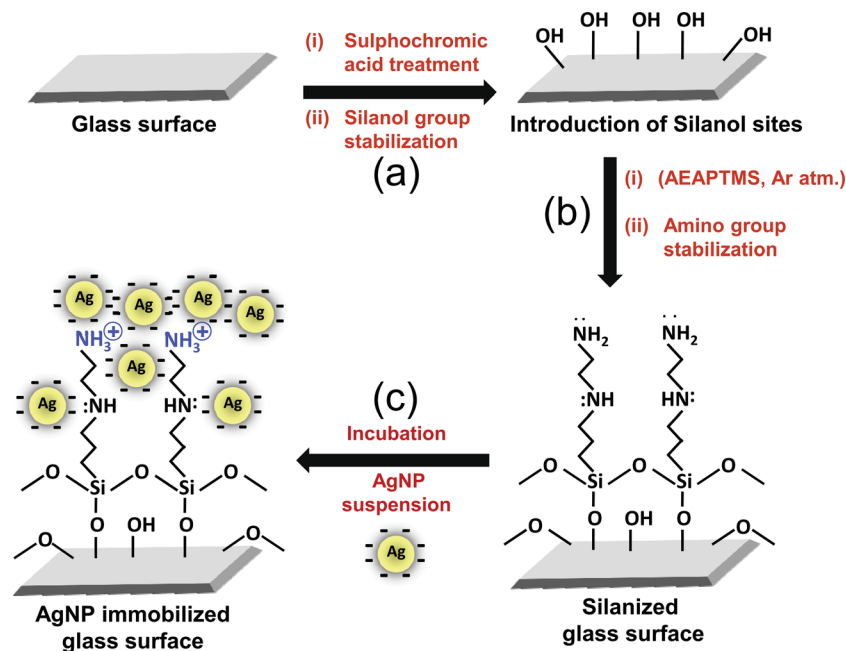 Glass surface
(i) Sulphochromic
acid treatment
(ii) Silanol group
stabilization
(a)
OH OH OH OH OH
Introduction of Silanol sites
(b)
(i) (AEAPTMS, Ar atm.)
(ii) Amino group
stabilization
NH2 NH2
:NH HN:
O O O
Si Si
O OH O
O O
Silanized
glass surface
(c)
Incubation
AgNP
suspension
Ag
Ag Ag Ag Ag
NH3+ NH3+
Ag
Ag :NH HN: Ag
O O O
Si Si
O OH O
O O
AgNP immobilized
glass surface